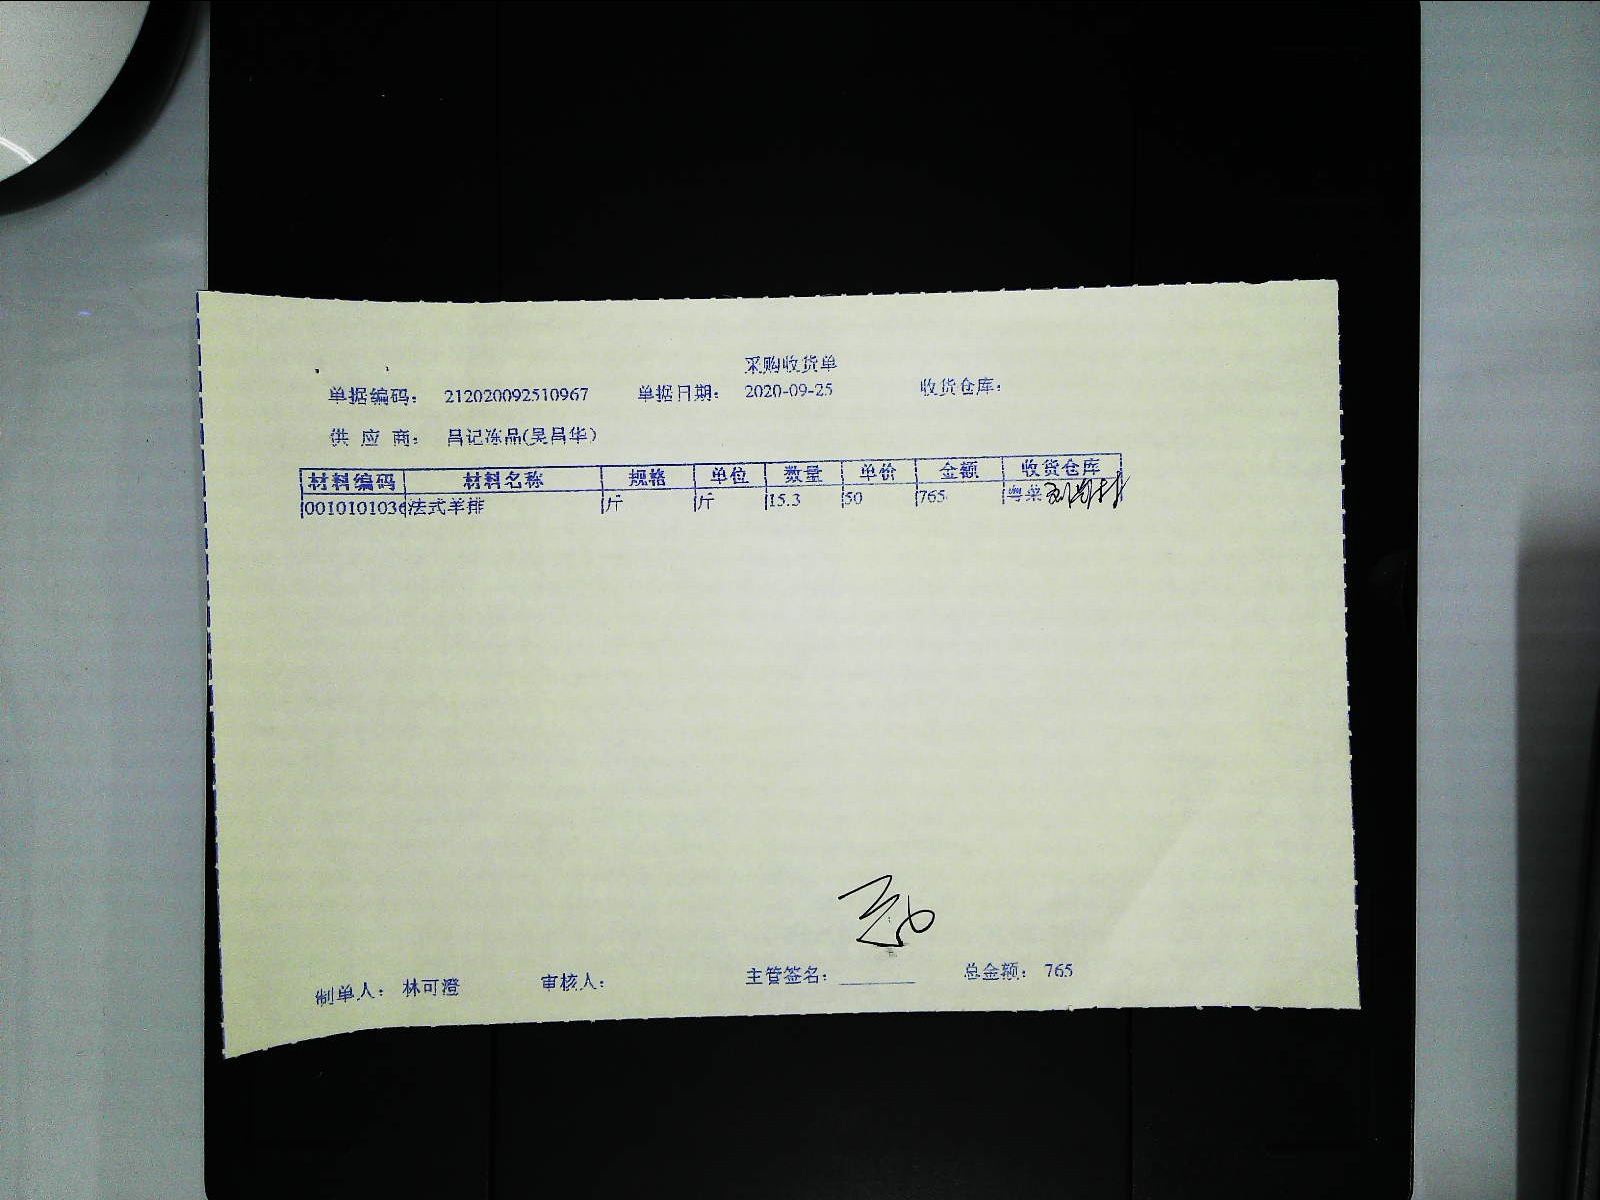 采购收货单
单据编码： 212020092510967 单据日期： 2020-09-25 收货仓库：
供 应 商： 吕记冻品(吴昌华)
材料编码 材料名称 规格 单位 数量 单价 金额 收货仓库
0010101036 法式羊排 斤 斤 15.3 50 765 粤菜
制单人： 林可澄 审核人： 主管签名：________ 总金额： 765